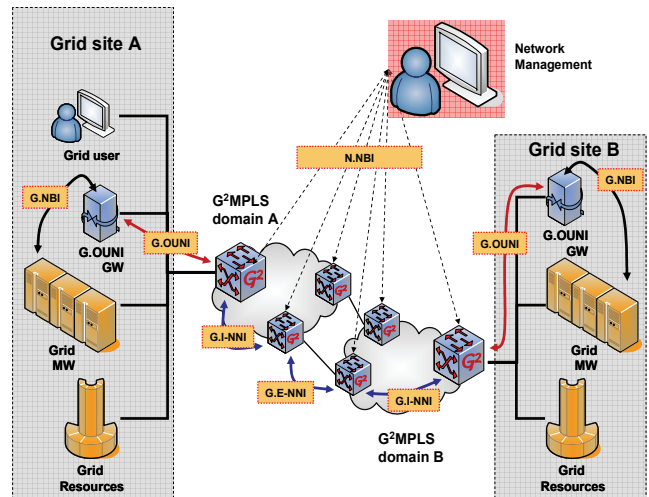 Grid site A
Network
Management
Grid user
N.NBI
Grid site B
G.NBI
G.NBI
G²MPLS
domain A
G.OUNI
GW
G.OUNI
G.OUNI
G.OUNI
GW
G²
G²
G²
G²
G.I-NNI
G²
G²
Grid
MW
G.E-NNI
G.I-NNI
Grid
MW
G²MPLS
domain B
Grid
Resources
Grid
Resources